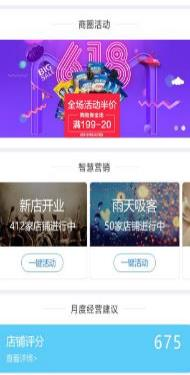 商圈活动
BIG
SALE
618
全场活动半价
满199-20
智慧营销
新店开业
412家店铺进行中
一键活动
雨天吸客
50家店铺进行中
一键活动
月度经营建议
店铺评分
675
查看详情>